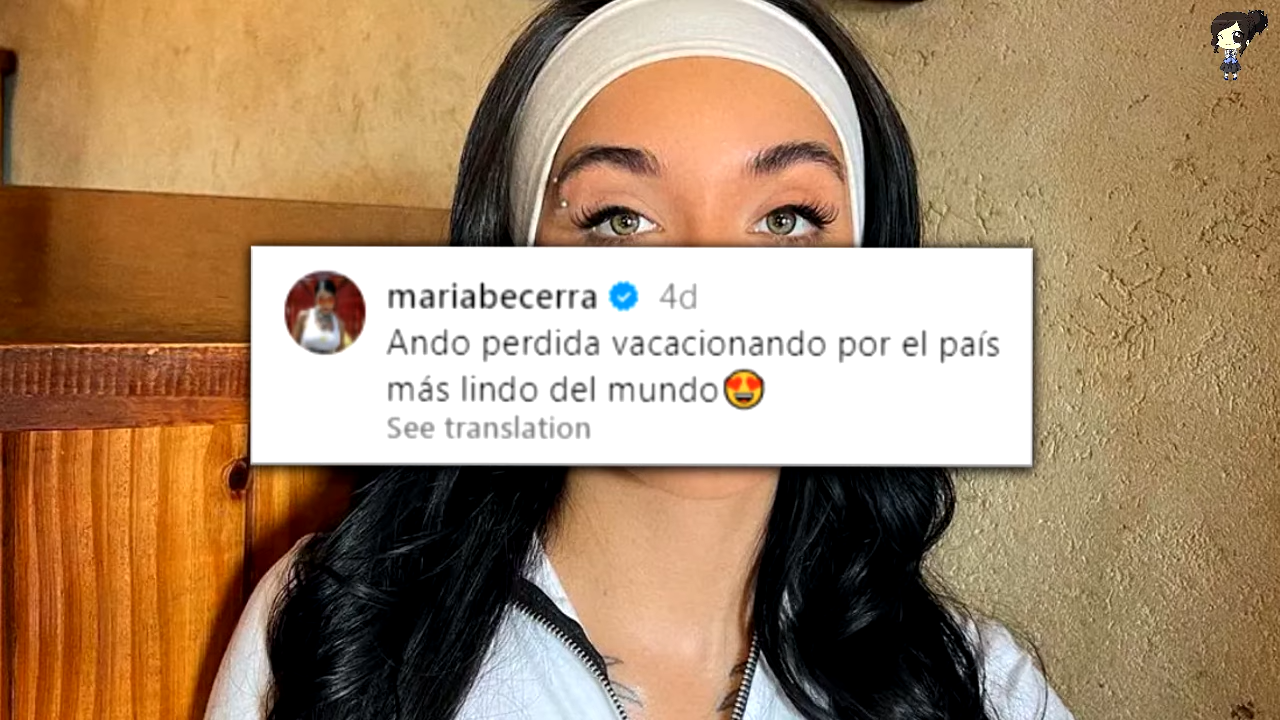 mariabecerra 4d
Ando perdida vacacionando por el país
más lindo del mundo😍
See translation